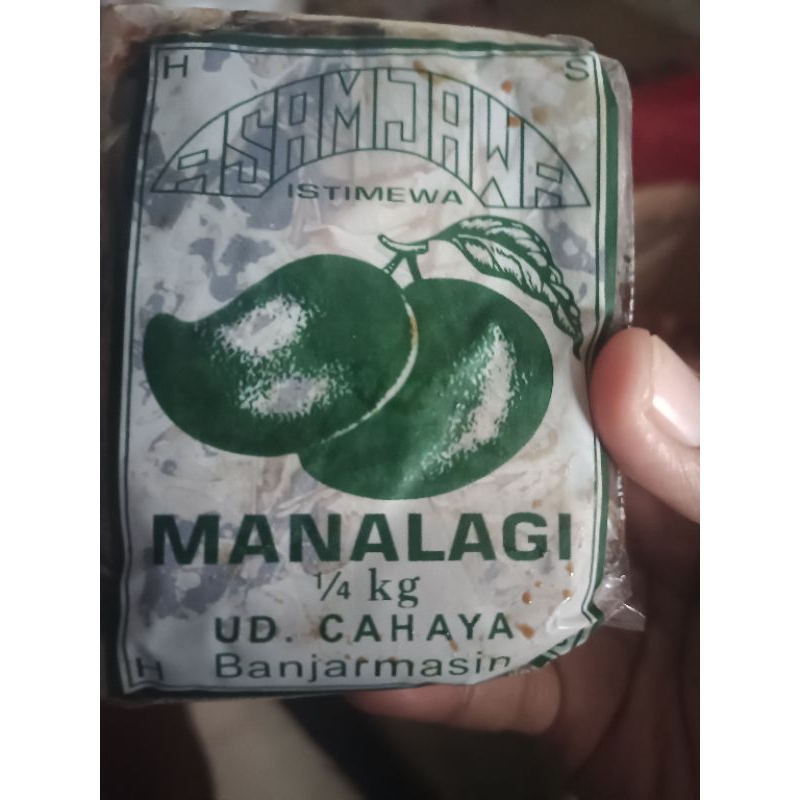 H S
ASAMJAWA
ISTIMEWA
MANALAGI
1/4 kg
UD. CAHAYA
Banjarmasin
H